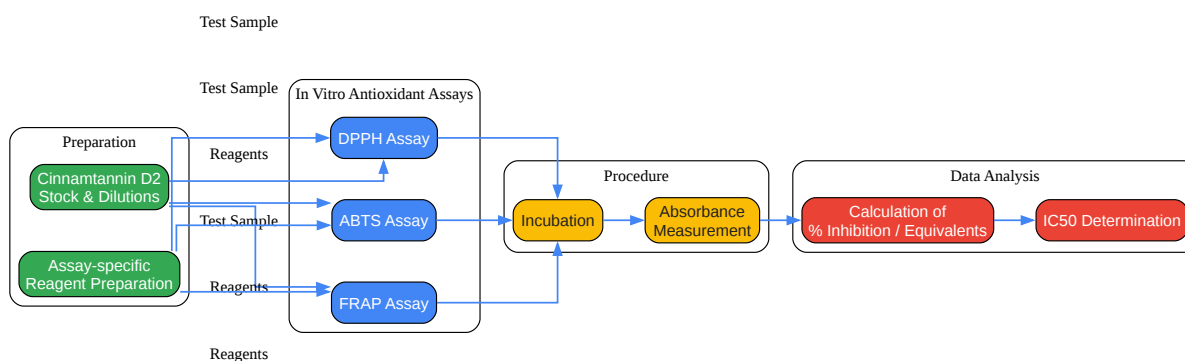 Test Sample
Test Sample
In Vitro Antioxidant Assays
Preparation
DPPH Assay
Reagents
Cinnamtannin D2
Stock & Dilutions
Procedure
Data Analysis
Test Sample
ABTS Assay
Incubation
Absorbance
Measurement
Calculation of
% Inhibition / Equivalents
IC50 Determination
Assay-specific
Reagent Preparation
Reagents
FRAP Assay
Reagents